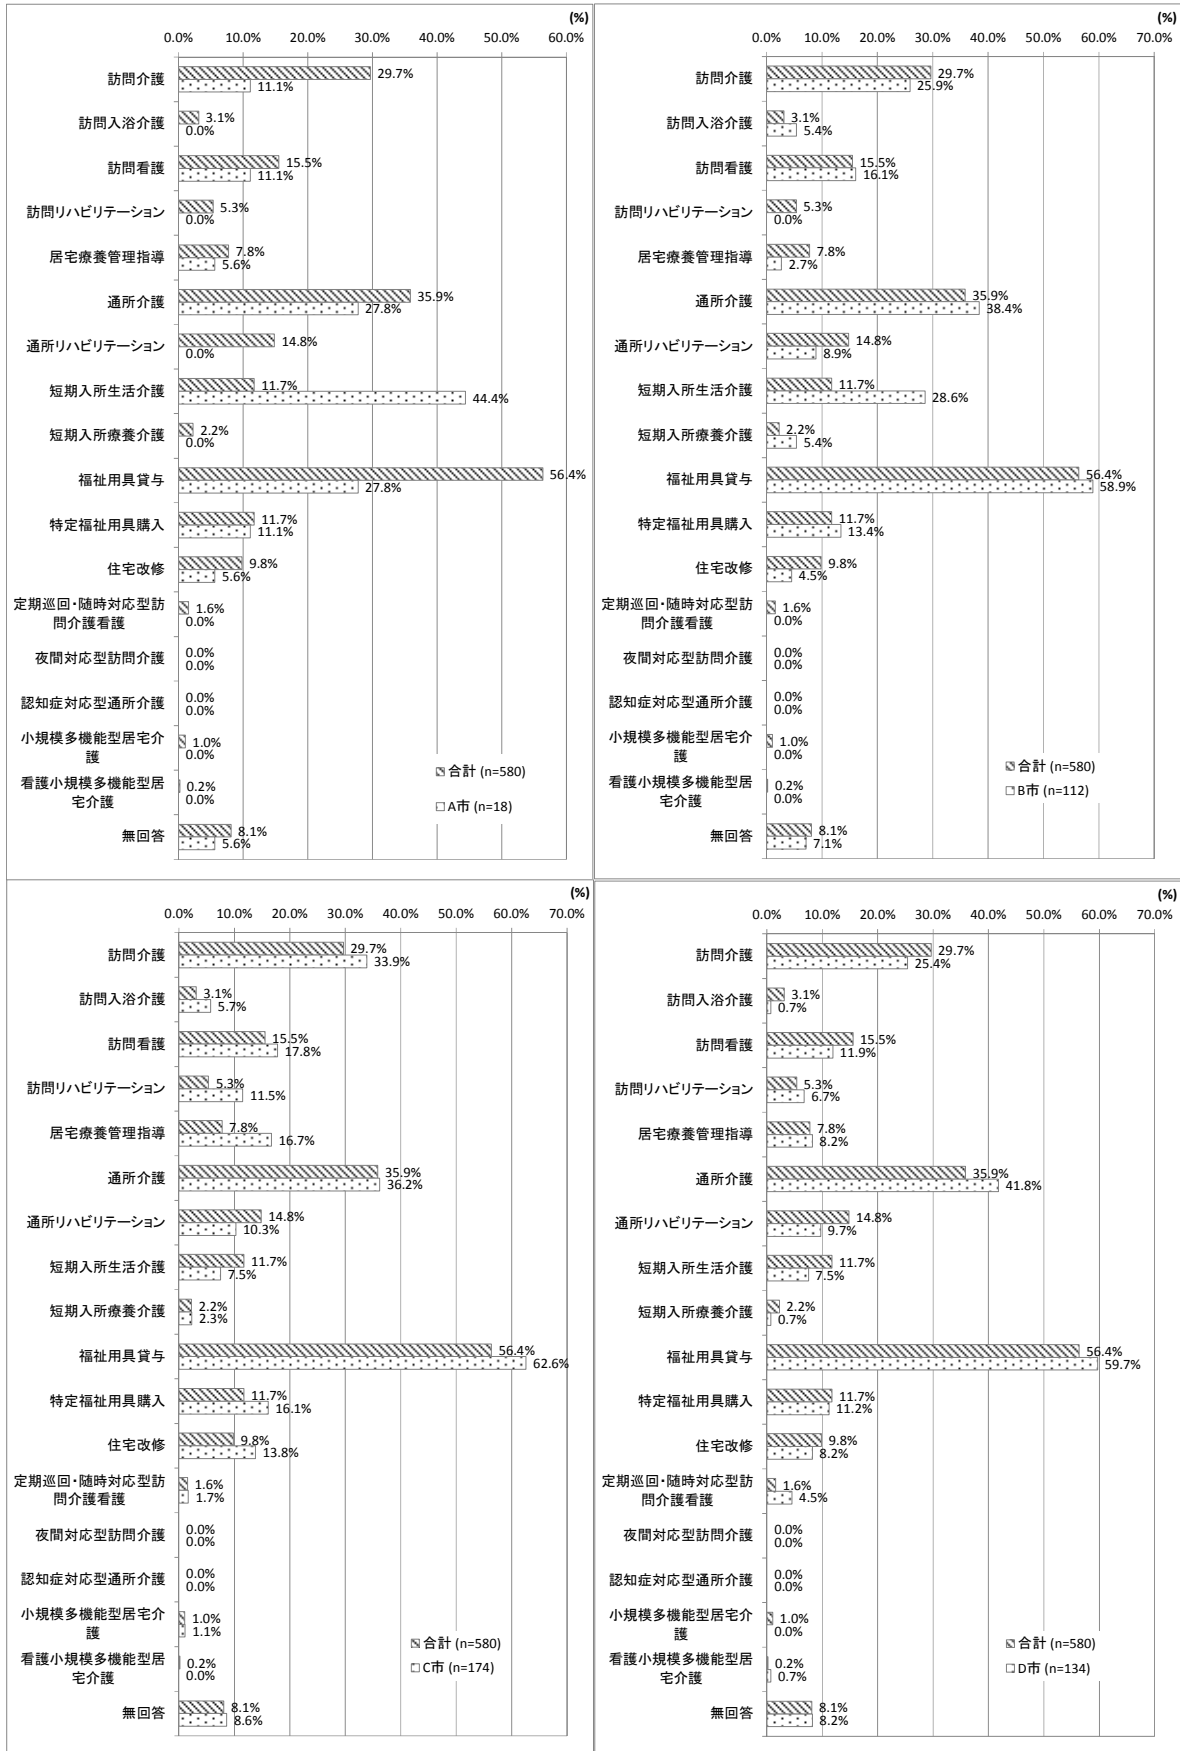 (%)
0.0% 10.0% 20.0% 30.0% 40.0% 50.0% 60.0%
訪問介護 29.7%
11.1%
訪問入浴介護 3.1%
0.0%
訪問看護 15.5%
11.1%
訪問リハビリテーション 5.3%
0.0%
居宅療養管理指導 7.8%
5.6%
通所介護 35.9%
27.8%
通所リハビリテーション 14.8%
0.0%
短期入所生活介護 11.7%
44.4%
短期入所療養介護 2.2%
0.0%
福祉用具貸与 56.4%
27.8%
特定福祉用具購入 11.7%
11.1%
住宅改修 9.8%
5.6%
定期巡回・随時対応型訪
問介護看護
1.6%
0.0%
夜間対応型訪問介護 0.0%
0.0%
認知症対応型通所介護 0.0%
0.0%
小規模多機能型居宅介
護
1.0%
0.0%
看護小規模多機能型居
宅介護
0.2%
0.0%
無回答 8.1%
5.6%
合計 (n=580)
A市 (n=18)
(%)
0.0% 10.0% 20.0% 30.0% 40.0% 50.0% 60.0% 70.0%
訪問介護 29.7%
25.9%
訪問入浴介護 3.1%
5.4%
訪問看護 15.5%
16.1%
訪問リハビリテーション 5.3%
0.0%
居宅療養管理指導 7.8%
2.7%
通所介護 35.9%
38.4%
通所リハビリテーション 14.8%
8.9%
短期入所生活介護 11.7%
28.6%
短期入所療養介護 2.2%
5.4%
福祉用具貸与 56.4%
58.9%
特定福祉用具購入 11.7%
13.4%
住宅改修 9.8%
4.5%
定期巡回・随時対応型訪
問介護看護
1.6%
0.0%
夜間対応型訪問介護 0.0%
0.0%
認知症対応型通所介護 0.0%
0.0%
小規模多機能型居宅介
護
1.0%
0.0%
看護小規模多機能型居
宅介護
0.2%
0.0%
無回答 8.1%
7.1%
合計 (n=580)
B市 (n=112)
(%)
0.0% 10.0% 20.0% 30.0% 40.0% 50.0% 60.0% 70.0%
訪問介護 29.7%
33.9%
訪問入浴介護 3.1%
5.7%
訪問看護 15.5%
17.8%
訪問リハビリテーション 5.3%
11.5%
居宅療養管理指導 7.8%
16.7%
通所介護 35.9%
36.2%
通所リハビリテーション 14.8%
10.3%
短期入所生活介護 11.7%
7.5%
短期入所療養介護 2.2%
2.3%
福祉用具貸与 56.4%
62.6%
特定福祉用具購入 11.7%
16.1%
住宅改修 9.8%
13.8%
定期巡回・随時対応型訪
問介護看護
1.6%
1.7%
夜間対応型訪問介護 0.0%
0.0%
認知症対応型通所介護 0.0%
0.0%
小規模多機能型居宅介
護
1.0%
1.1%
看護小規模多機能型居
宅介護
0.2%
0.0%
無回答 8.1%
8.6%
合計 (n=580)
C市 (n=174)
(%)
0.0% 10.0% 20.0% 30.0% 40.0% 50.0% 60.0% 70.0%
訪問介護 29.7%
25.4%
訪問入浴介護 3.1%
0.7%
訪問看護 15.5%
11.9%
訪問リハビリテーション 5.3%
6.7%
居宅療養管理指導 7.8%
8.2%
通所介護 35.9%
41.8%
通所リハビリテーション 14.8%
9.7%
短期入所生活介護 11.7%
7.5%
短期入所療養介護 2.2%
0.7%
福祉用具貸与 56.4%
59.7%
特定福祉用具購入 11.7%
11.2%
住宅改修 9.8%
8.2%
定期巡回・随時対応型訪
問介護看護
1.6%
4.5%
夜間対応型訪問介護 0.0%
0.0%
認知症対応型通所介護 0.0%
0.0%
小規模多機能型居宅介
護
1.0%
0.0%
看護小規模多機能型居
宅介護
0.2%
0.7%
無回答 8.1%
8.2%
合計 (n=580)
D市 (n=134)